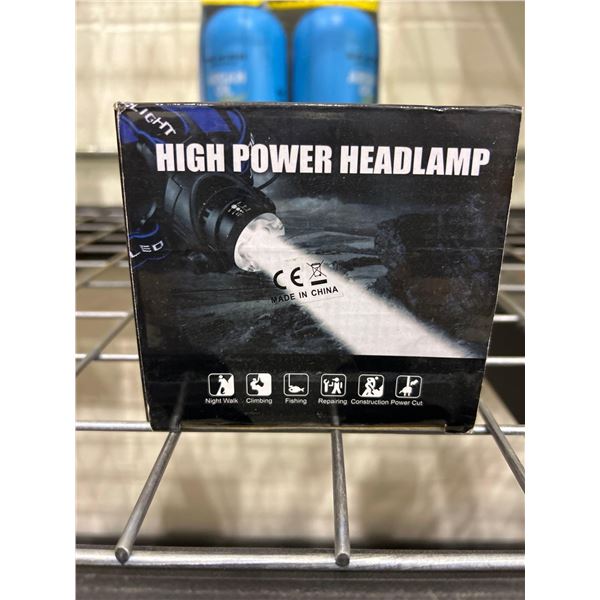 LIGHT
HIGH POWER HEADLAMP
LED
CE
MADE IN CHINA
Night Walk Climbing Fishing Repairing Construction Power Cut